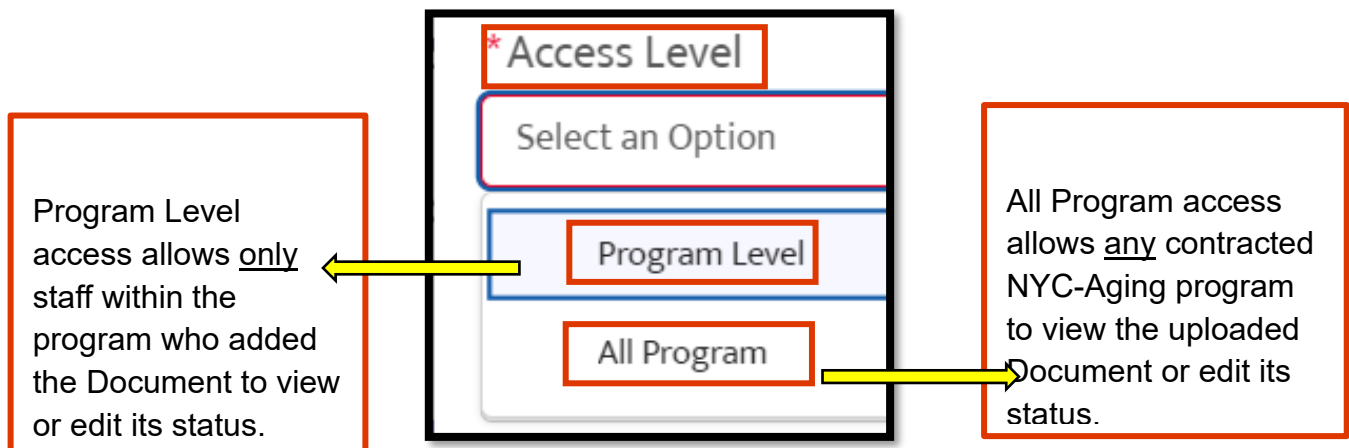 Program Level
access allows only
staff within the
program who added
the Document to view
or edit its status.
*Access Level
Select an Option
Program Level
All Program
All Program access
allows any contracted
NYC-Aging program
to view the uploaded
Document or edit its
status.